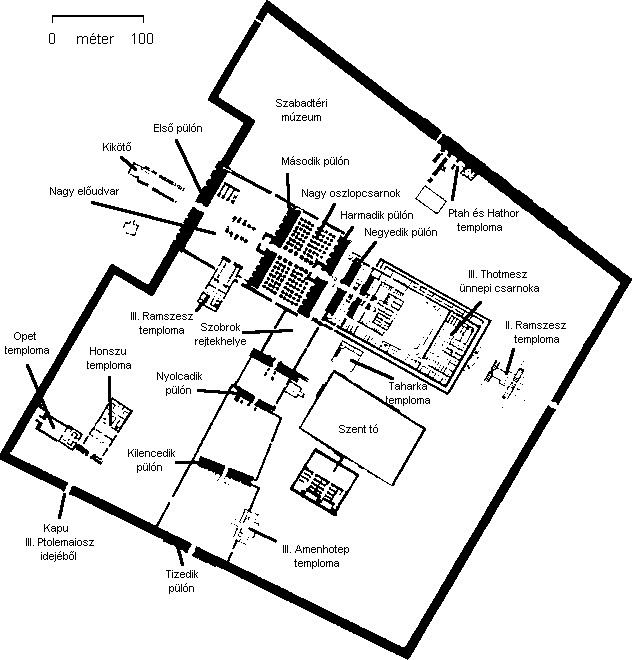 0 méter 100
Szabadtéri
múzeum
Első pülón
Kikötő
Második pülón
Nagy előudvar
Nagy oszlopcsarnok
Harmadik pülón
Negyedik pülón
Ptah és Hathor
temploma
III. Thotmesz
ünnepi csarnoka
III. Ramszesz
temploma
Szobrok
rejtekhelye
II. Ramszesz
temploma
Opet
temploma
Honszu
temploma
Nyolcadik
pülón
Taharka
temploma
Szent tó
Kilencedik
pülón
Kapu
III. Ptolemaiosz
idejéből
III. Amenhotep
temploma
Tizedik
pülón